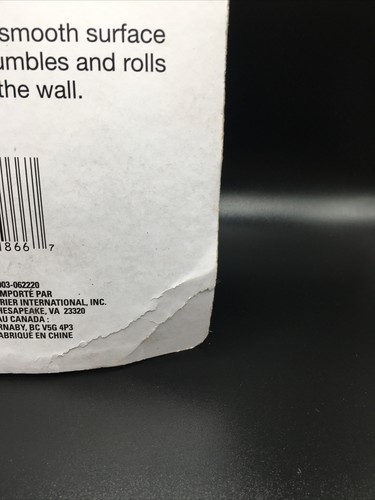 smooth surface
umbles and rolls
the wall.
1866 7
003-062220
IMPORTÉ PAR
RIER INTERNATIONAL, INC.
HESAPEAKE, VA 23320
AU CANADA :
RNABY, BC V5G 4P3
ABRIQUÉ EN CHINE